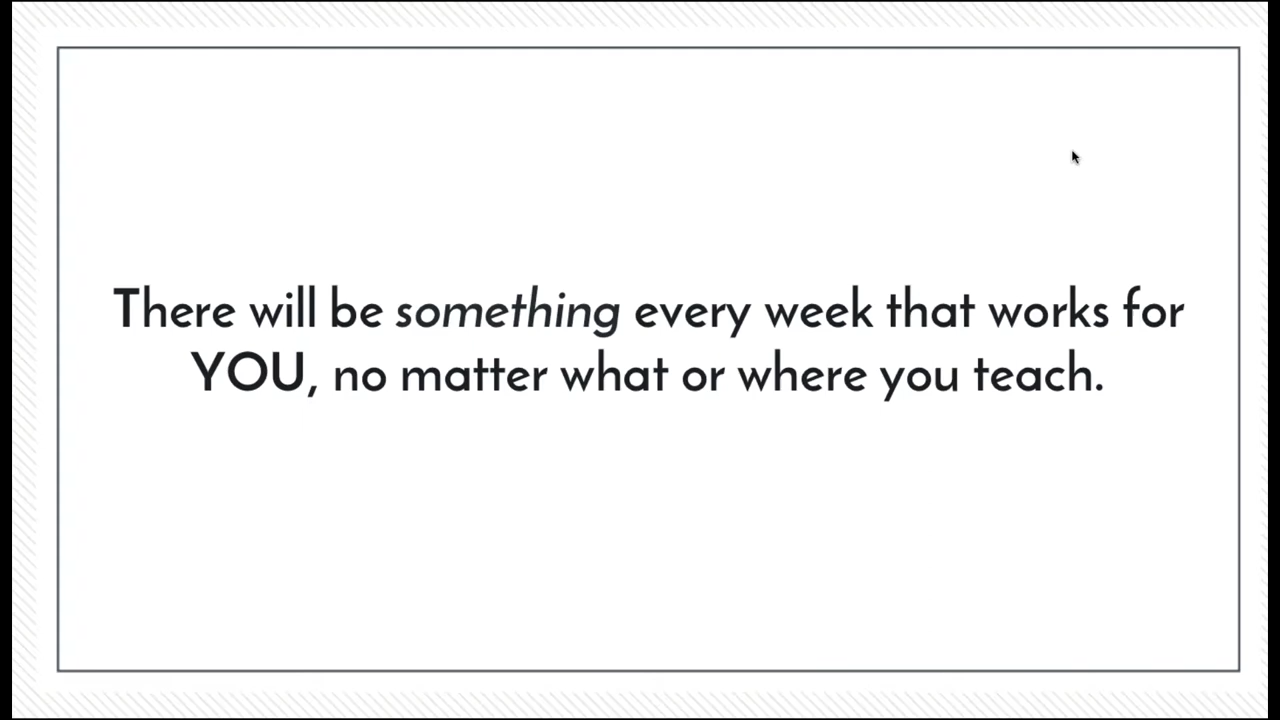 There will be something every week that works for
YOU, no matter what or where you teach.